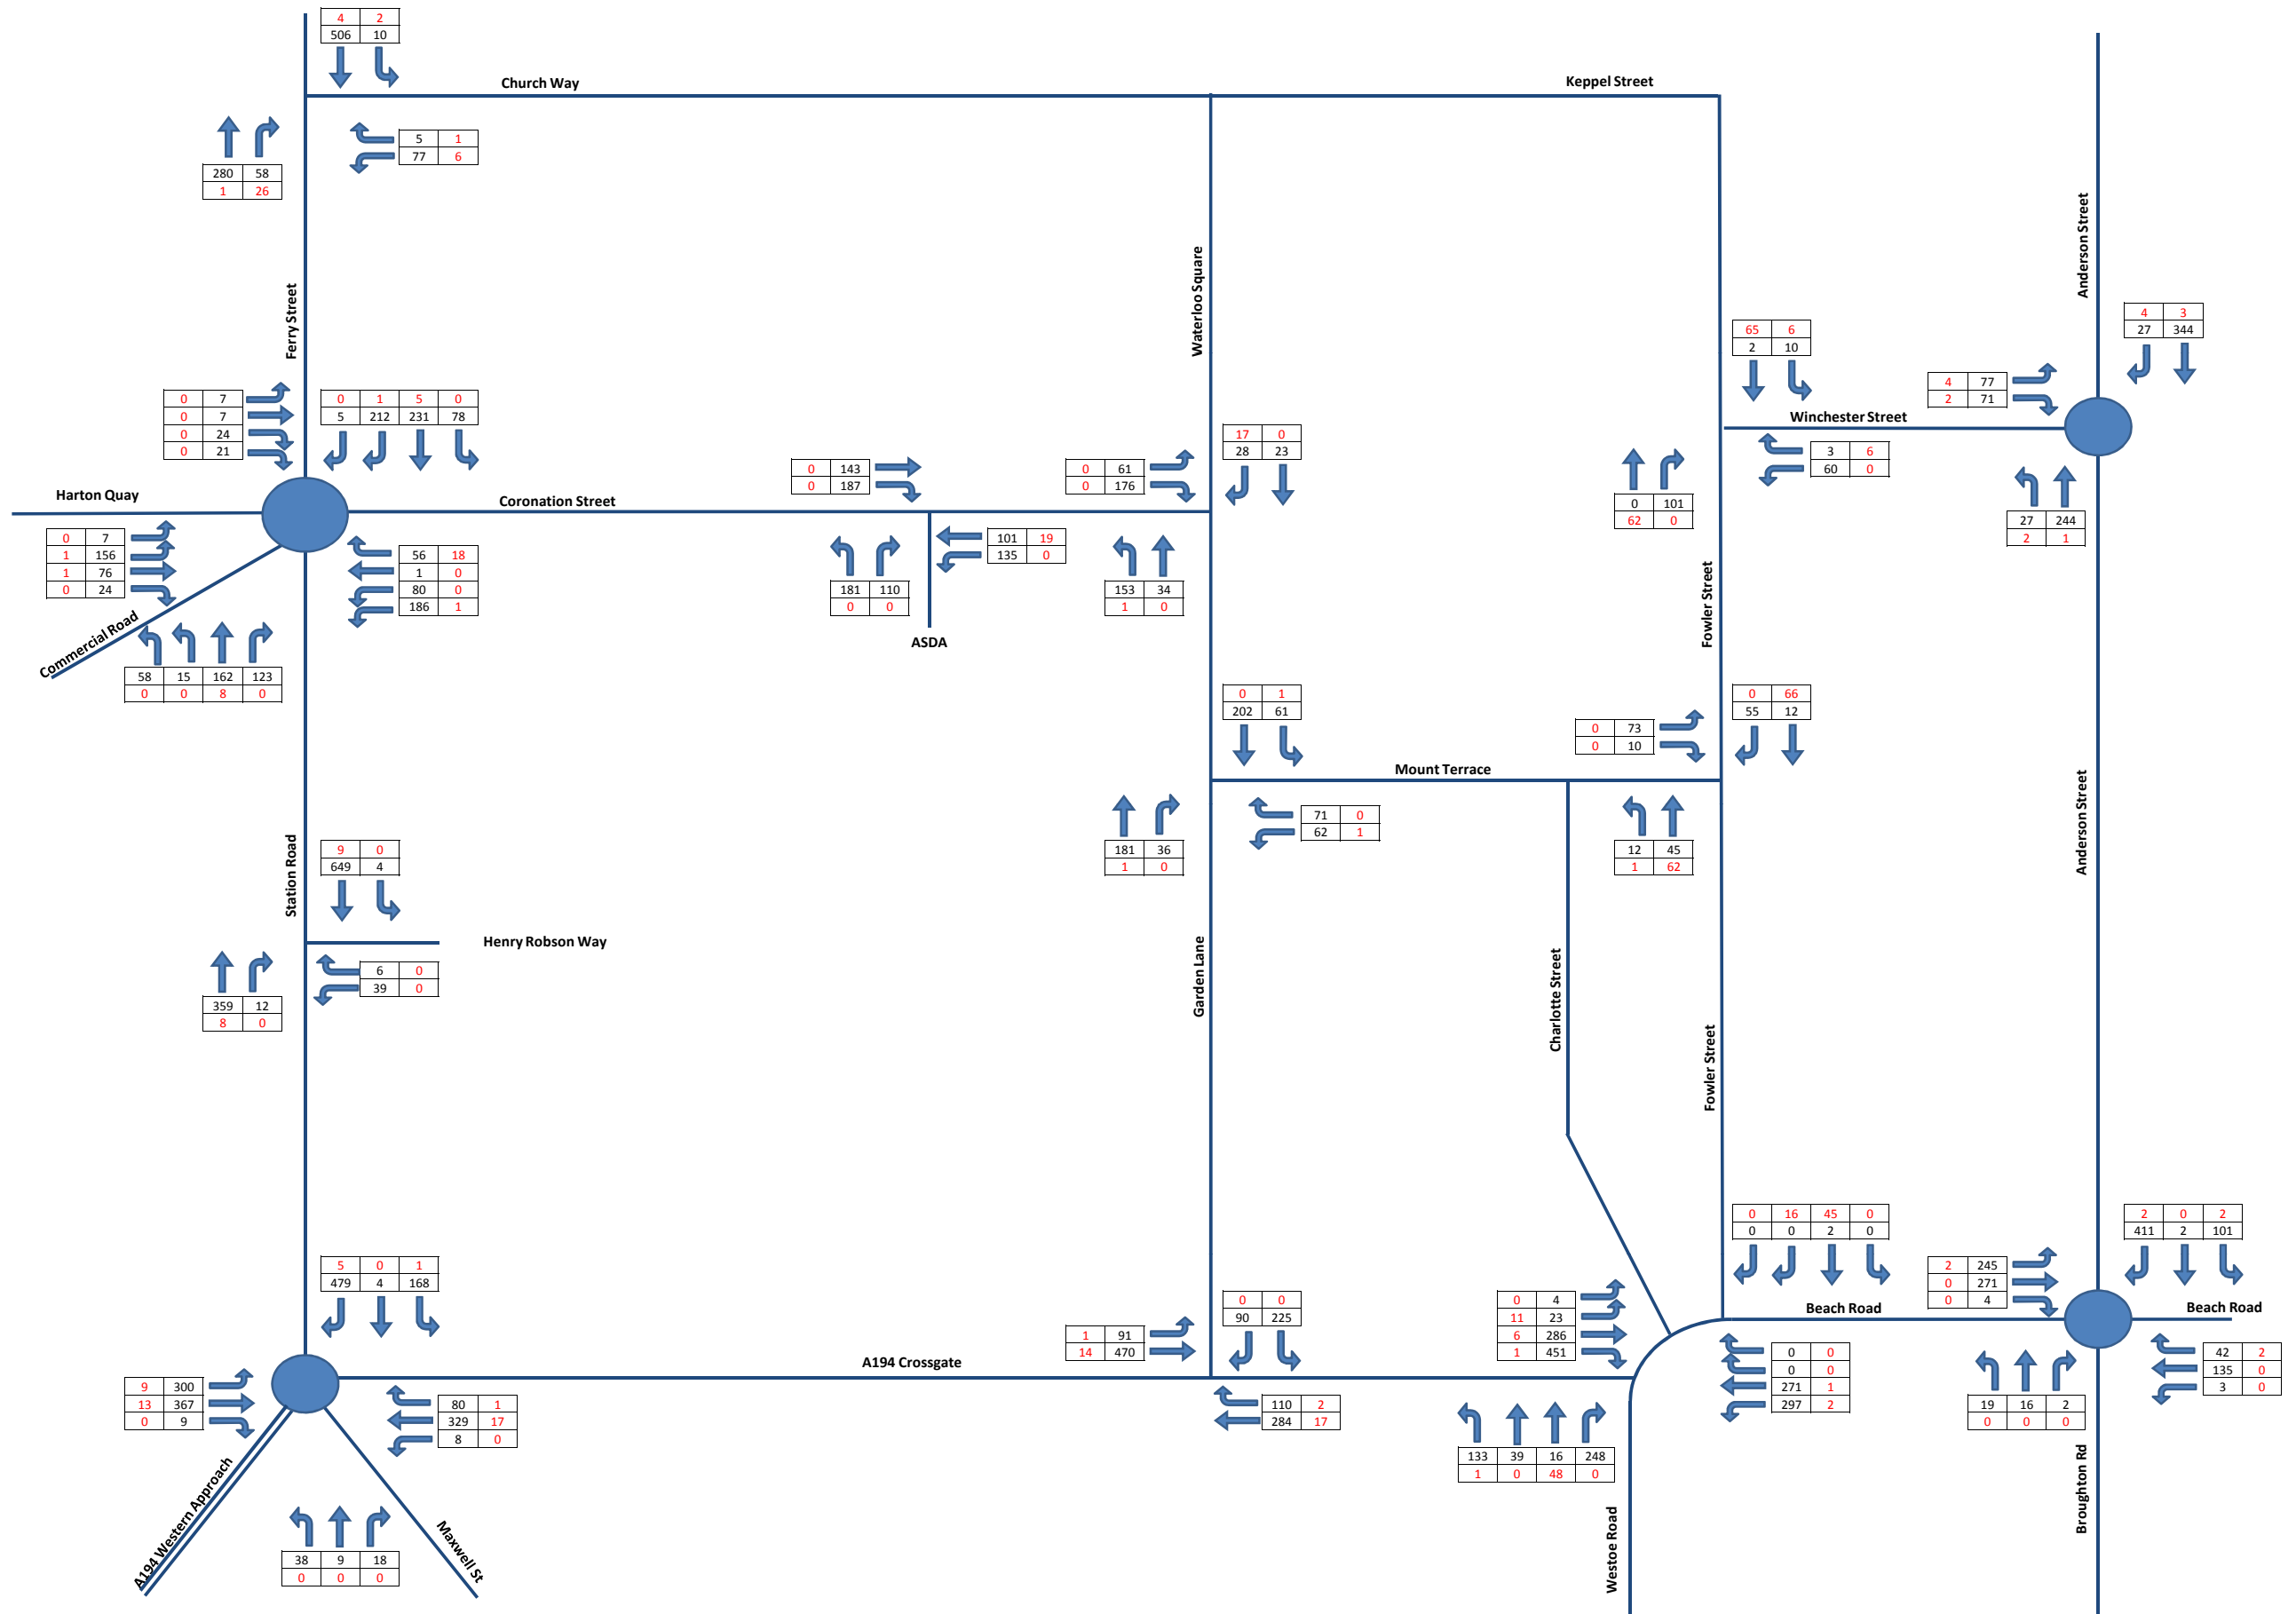 4 2
506 10
Church Way
Keppel Street
5 1
77 6
280 58
1 26
Ferry Street
Waterloo Square
Anderson Street
4 3
27 344
65 6
2 10
4 77
2 71
Winchester Street
0 7
0 7
0 24
0 21
0 1 5 0
5 212 231 78
17 0
28 23
3 6
60 0
0 143
0 187
0 61
0 176
0 101
62 0
Harton Quay
Coronation Street
27 244
2 1
0 7
1 156
1 76
0 24
56 18
1 0
80 0
186 1
101 19
135 0
181 110
0 0
153 34
1 0
Fowler Street
ASDA
Commercial Road
58 15 162 123
0 0 8 0
0 1
202 61
0 66
55 12
0 73
0 10
Mount Terrace
Anderson Street
71 0
62 1
181 36
1 0
12 45
1 62
Station Road
9 0
649 4
Henry Robson Way
6 0
39 0
359 12
8 0
Garden Lane
Charlotte Street
Fowler Street
0 16 45 0
0 0 2 0
2 0 2
411 2 101
5 0 1
479 4 168
2 245
0 271
0 4
0 0
90 225
0 4
11 23
6 286
1 451
Beach Road
Beach Road
1 91
14 470
A194 Crossgate
0 0
0 0
271 1
297 2
42 2
135 0
3 0
9 300
13 367
0 9
80 1
329 17
8 0
110 2
284 17
19 16 2
0 0 0
133 39 16 248
1 0 48 0
A194 Western Approach
Maxwell St
Westoe Road
Broughton Rd
38 9 18
0 0 0